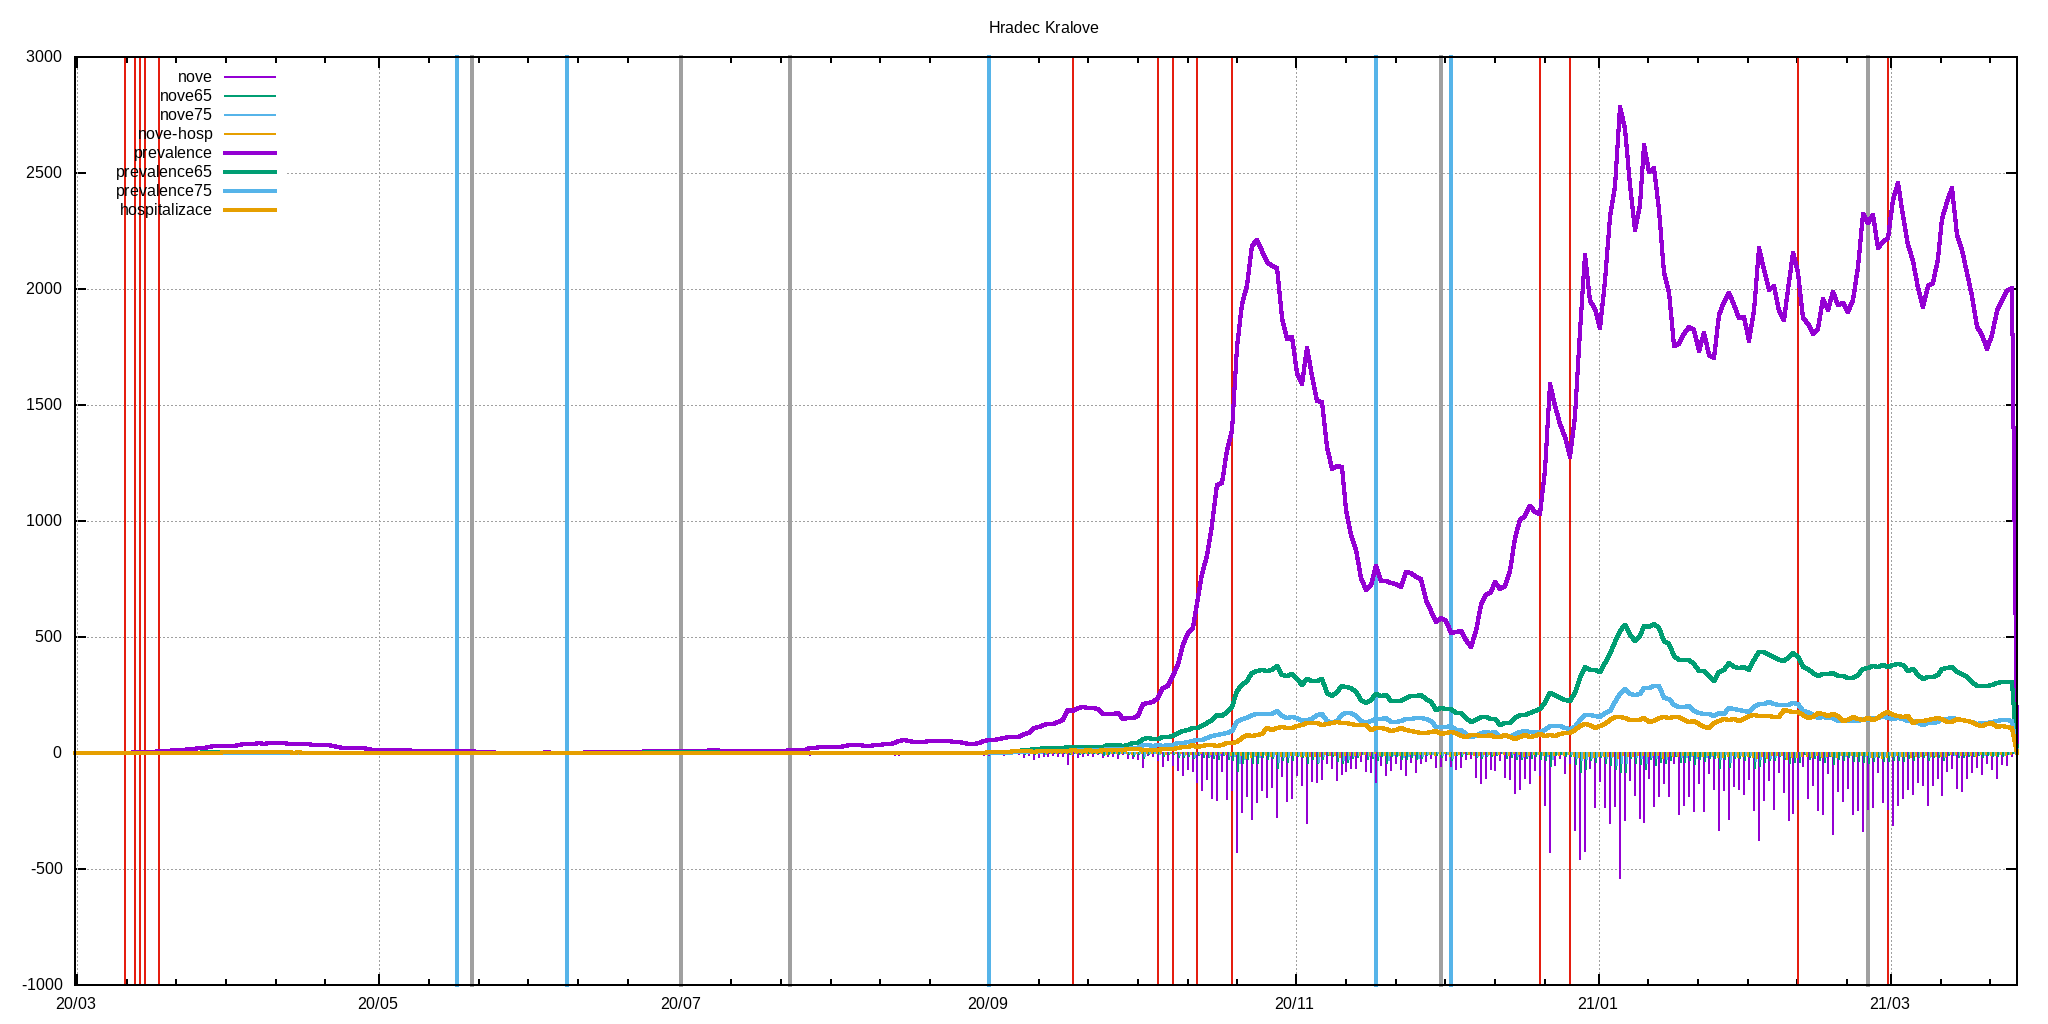 Hradec Kralove
3000
2500
2000
1500
1000
500
0
-500
-1000
nove
nove65
nove75
nove-hosp
prevalence
prevalence65
prevalence75
hospitalizace
20/03 20/05 20/07 20/09 20/11 21/01 21/03